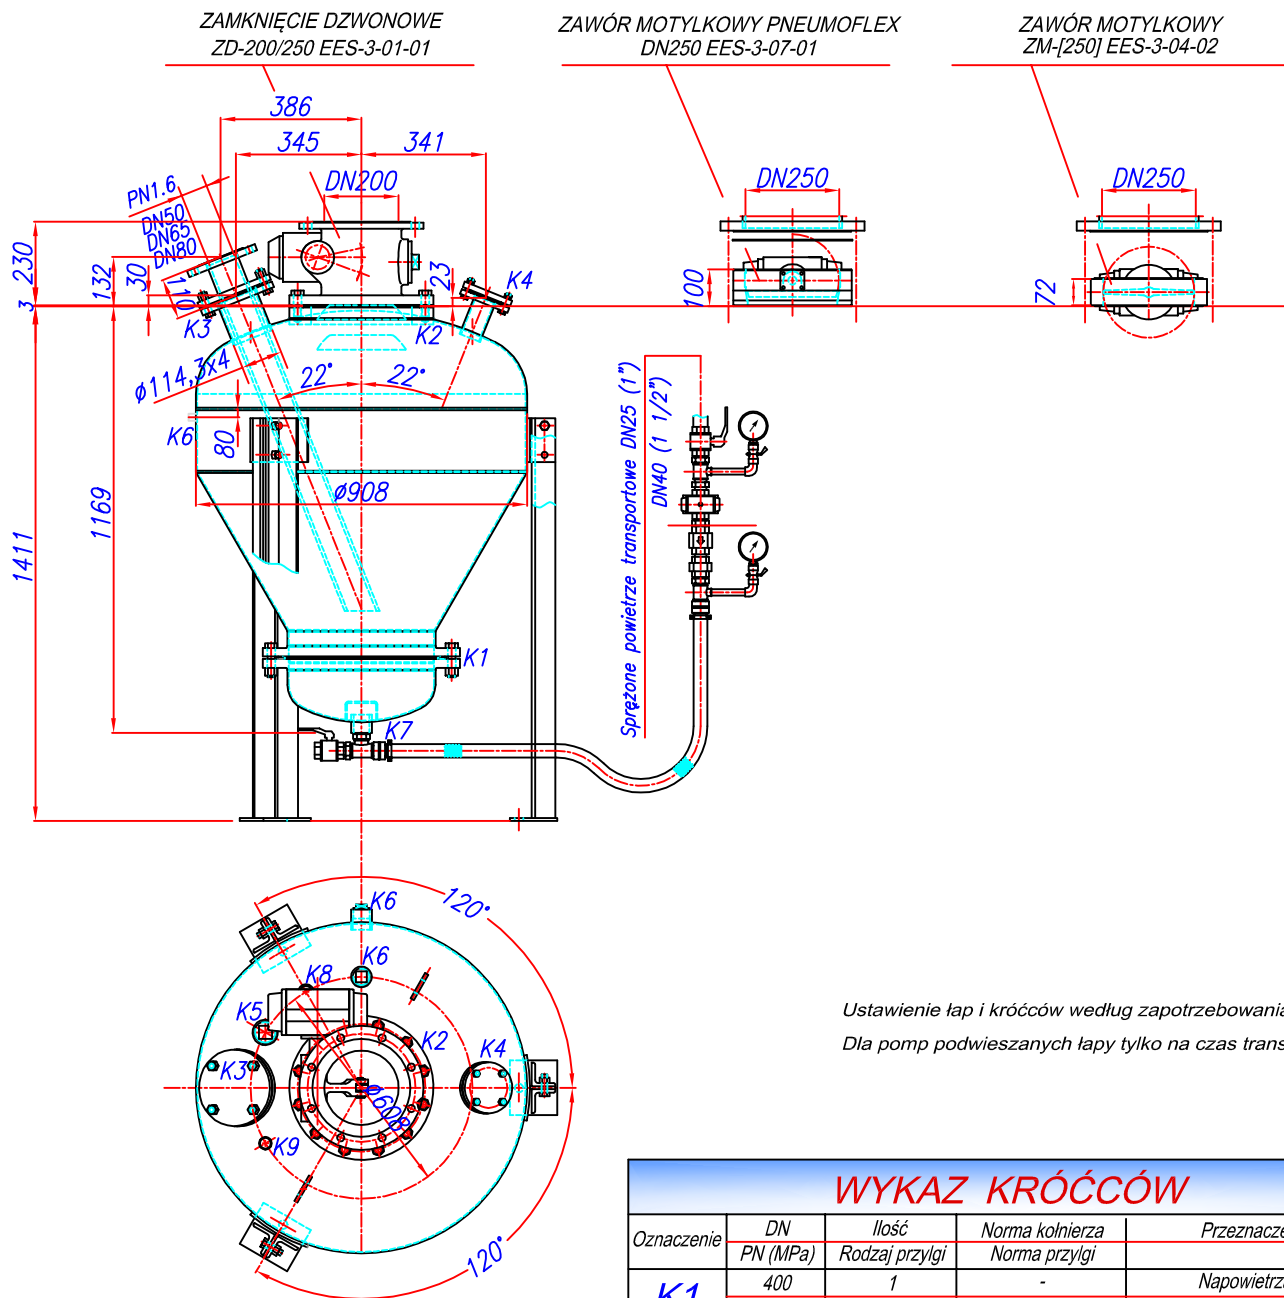 ZAMKNIĘCIE DZWONOWE
ZD-200/250 EES-3-01-01
ZAWÓR MOTYLKOWY PNEUMOFLEX
DN250 EES-3-07-01
ZAWÓR MOTYLKOWY
ZM-[250] EES-3-04-02
386
345
341
DN200
PN1.6
DN50
DN65
DN80
230
132
30
3
110
23
K4
K3
K2
DN250
100
DN250
72
ø114,3x4
22°
22°
K6
80
ø908
1169
1411
K1
K7
Sprężone powietrze transportowe DN25 (1")
DN40 (1 1/2")
120°
K6
K6
K8
K5
K2
K4
K3
ø608
K9
120°
Ustawienie łap i króćców według zapotrzebowania
Dla pomp podwieszanych łapy tylko na czas trans
WYKAZ KRÓĆCÓW
Oznaczenie
DN
Ilość
Norma kołnierza
Przeznacze
PN (MPa)
Rodzaj przylgi
Norma przylgi
K1
400
1
-
Napowietrza